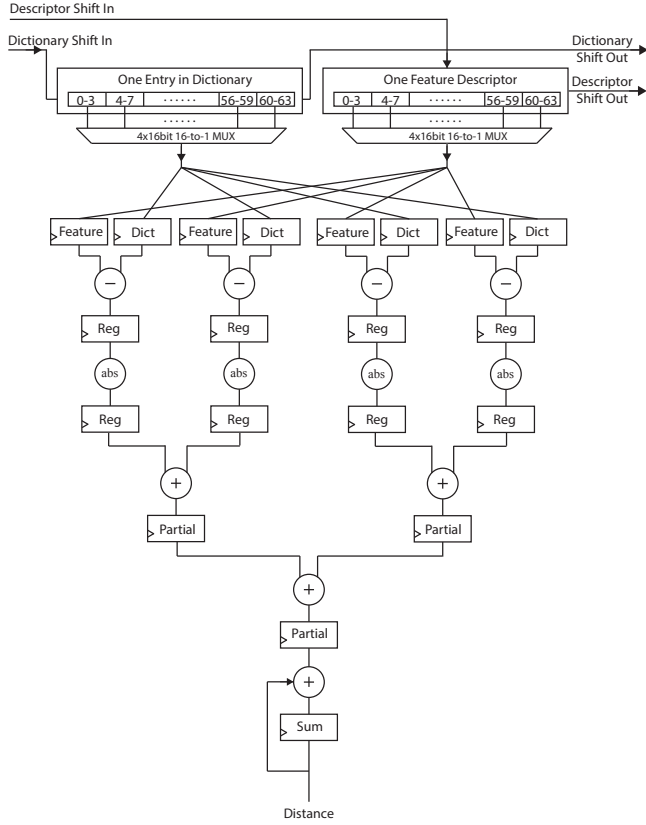 Descriptor Shift In
Dictionary Shift In
Dictionary
Shift Out
One Entry in Dictionary
One Feature Descriptor
Descriptor
Shift Out
0-3 4-7 ...... 56-59 60-63
0-3 4-7 ...... 56-59 60-63
......
......
4x16bit 16-to-1 MUX
4x16bit 16-to-1 MUX
Feature Dict Feature Dict Feature Dict Feature Dict
− − − −
Reg Reg Reg Reg
abs abs abs abs
Reg Reg Reg Reg
+ +
Partial Partial
+
Partial
+
Sum
Distance